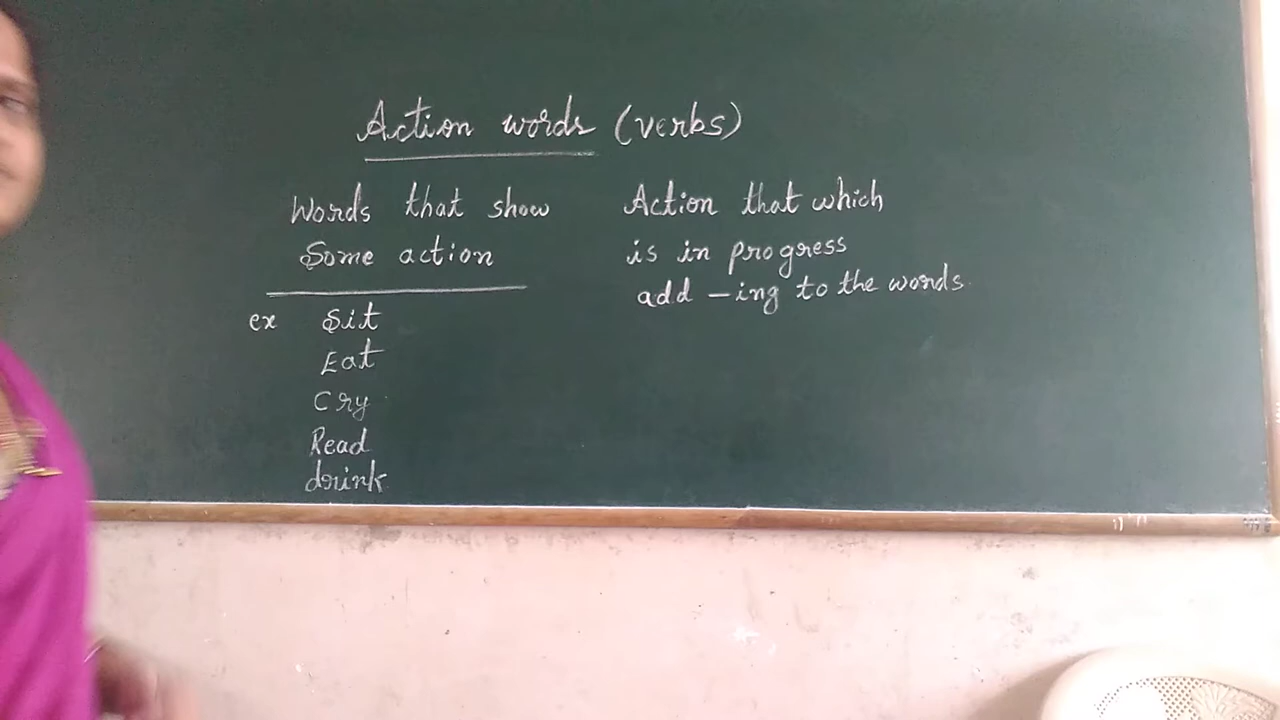 Action words (verbs)
Words that show
Some action
ex Sit
Eat
Cry
Read
drink
Action that which
is in progress
add -ing to the words.